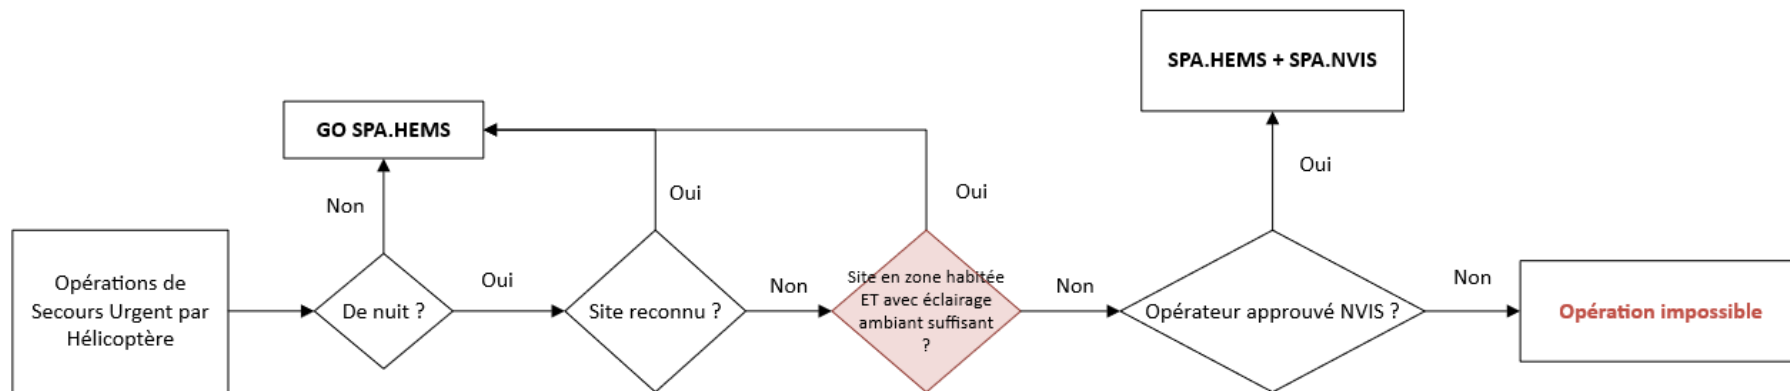 SPA.HEMS + SPA.NVIS
GO SPA.HEMS
Oui
Non
Oui
Oui
Opérations de
Secours Urgent par
Hélicoptère
De nuit ?
Oui
Site reconnu ?
Non
Site en zone habitée
ET avec éclairage
ambiant suffisant
?
Non
Opérateur approuvé NVIS ?
Non
Opération impossible